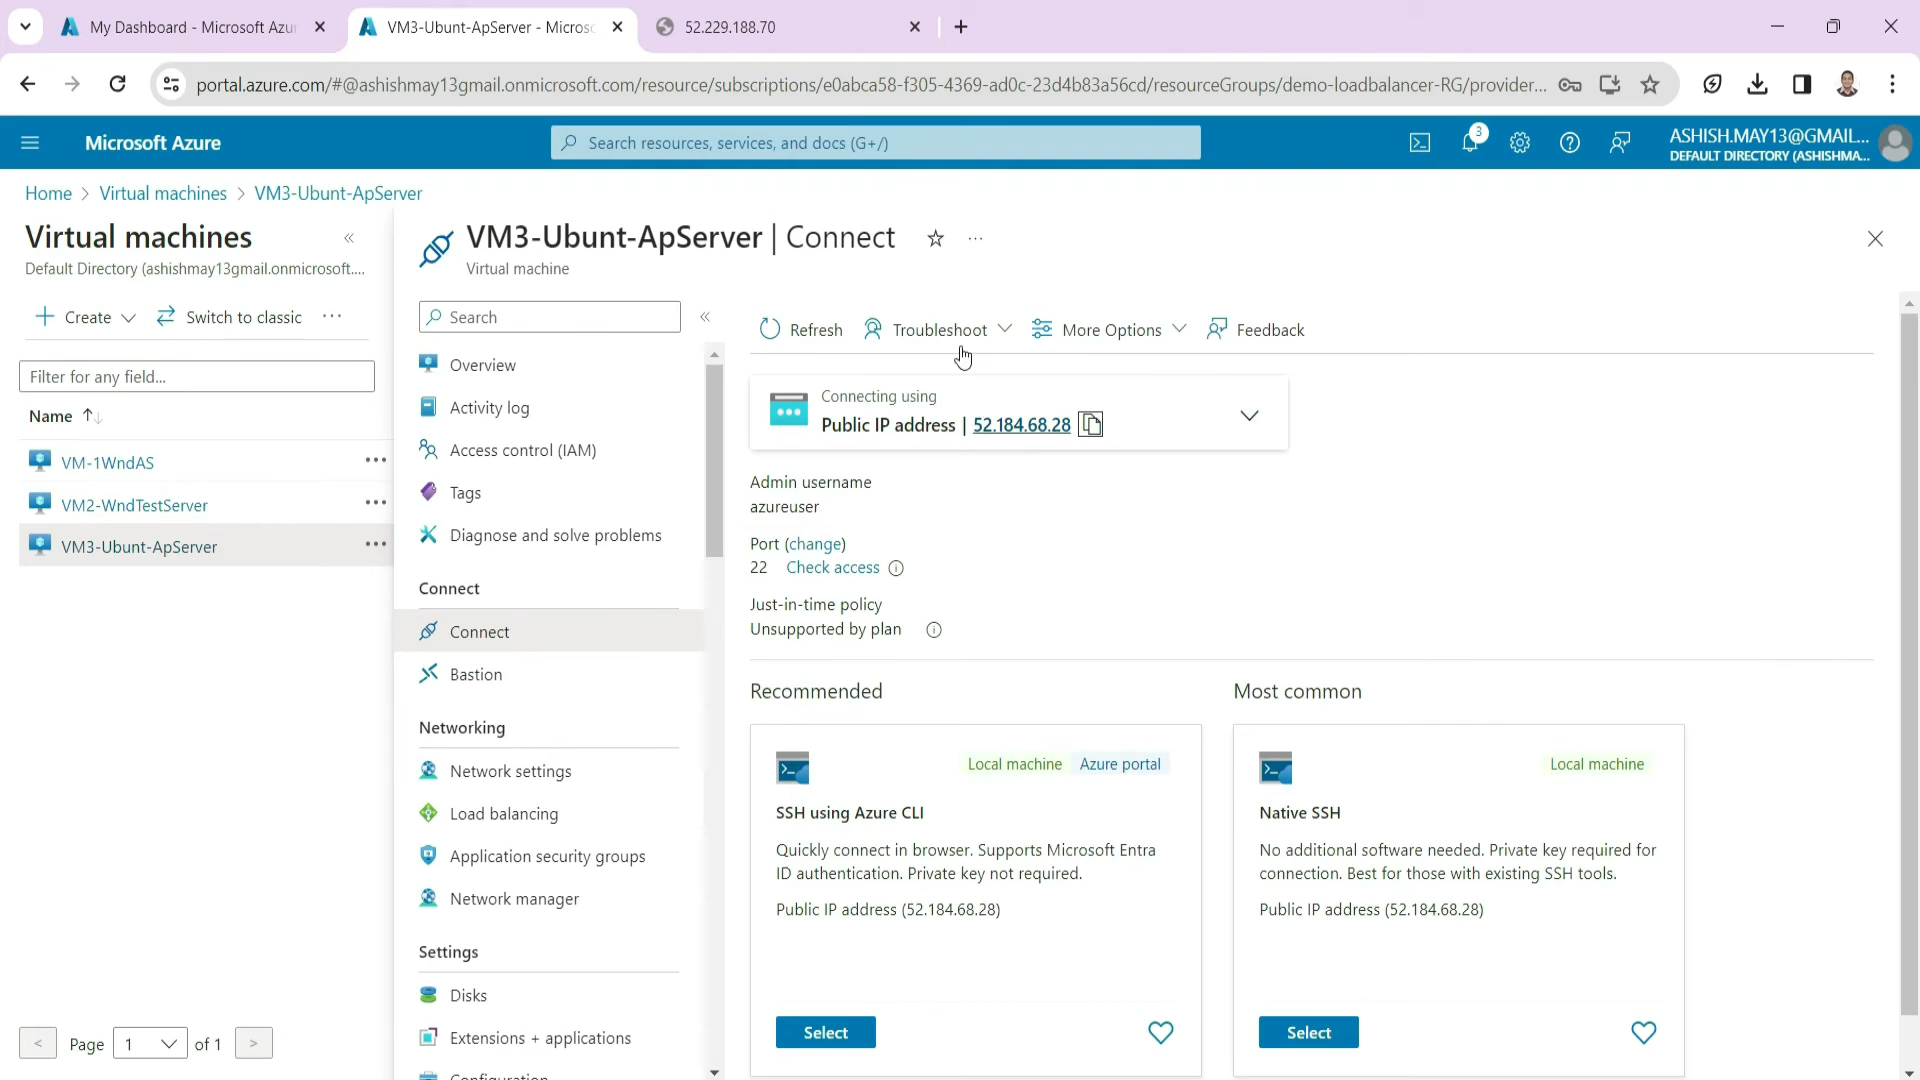 My Dashboard - Microsoft Azu
VM3-Ubunt-ApServer - Micros
52.229.188.70
portal.azure.com/#@ashishmay13gmail.onmicrosoft.com/resource/subscriptions/e0abca58-f305-4369-ad0c-23d4b83a56cd/resourceGroups/demo-loadbalancer-RG/provider...
Microsoft Azure
Search resources, services, and docs (G+/)
3
ASHISH.MAY13@GMAIL....
DEFAULT DIRECTORY (ASHISHMA...
Home > Virtual machines > VM3-Ubunt-ApServer
Virtual machines
Default Directory (ashishmay13gmail.onmicrosoft....
Create
Switch to classic
Filter for any field...
Name
VM-1WndAS
VM2-WndTestServer
VM3-Ubunt-ApServer
< Page 1 of 1 >
VM3-Ubunt-ApServer | Connect
Virtual machine
Search
Overview
Activity log
Access control (IAM)
Tags
Diagnose and solve problems
Connect
Connect
Bastion
Networking
Network settings
Load balancing
Application security groups
Network manager
Settings
Disks
Extensions + applications
Configuration
Refresh
Troubleshoot
More Options
Feedback
Connecting using
Public IP address | 52.184.68.28
Admin username
azureuser
Port (change)
22 Check access
Just-in-time policy
Unsupported by plan
Recommended
Local machine
Azure portal
SSH using Azure CLI
Quickly connect in browser. Supports Microsoft Entra
ID authentication. Private key not required.
Public IP address (52.184.68.28)
Select
Most common
Local machine
Native SSH
No additional software needed. Private key required for
connection. Best for those with existing SSH tools.
Public IP address (52.184.68.28)
Select